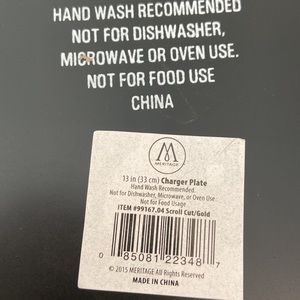 HAND WASH RECOMMENDED
NOT FOR DISHWASHER,
MICROWAVE OR OVEN USE.
NOT FOR FOOD USE
CHINA
MERITAGE
13 in (33 cm) Charger Plate
Hand Wash Recommended.
Not for Dishwasher, Microwave, or Oven Use.
Not for Food Usage
ITEM #99167.04 Scroll Cut/Gold
0 85081 22348 7
© 2015 MERITAGE All Rights Reserved
MADE IN CHINA